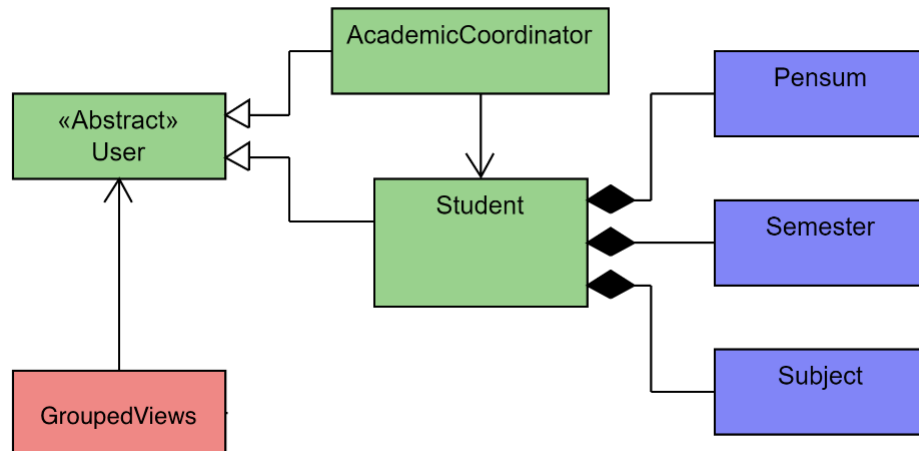 AcademicCoordinator
Pensum
«Abstract»
User
Student
Semester
Subject
GroupedViews